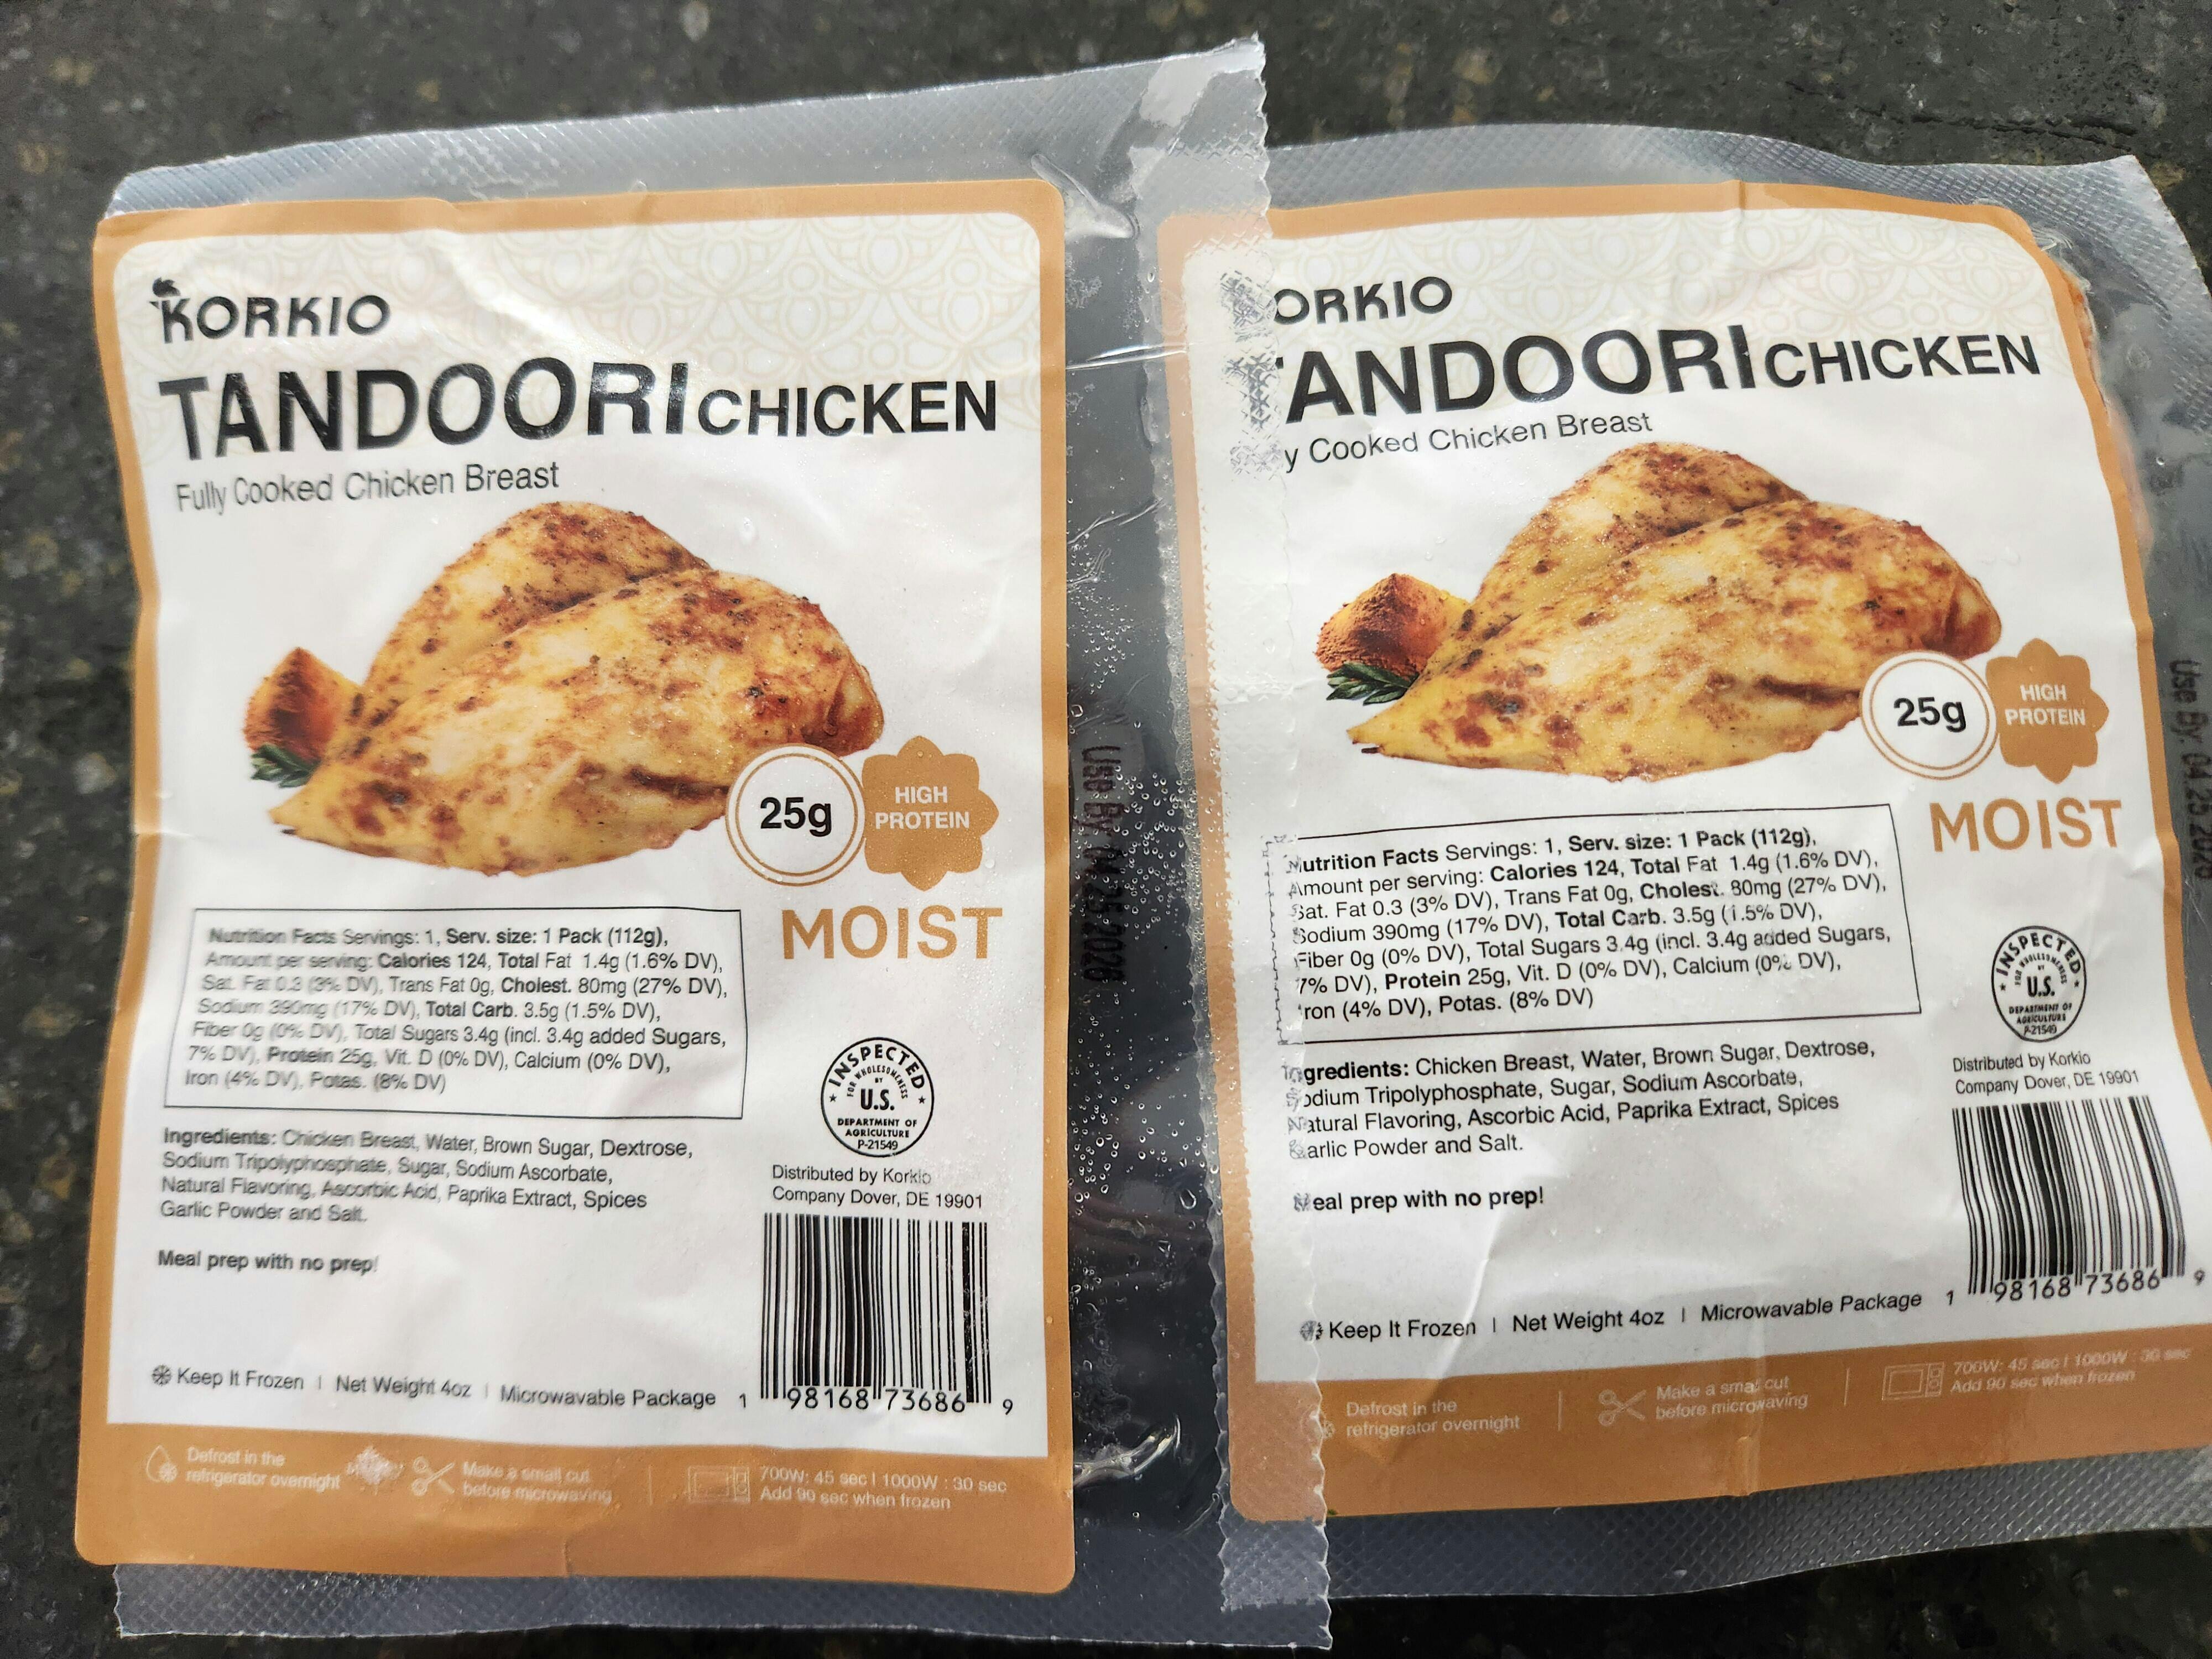 KORKIO
TANDOORI CHICKEN
Fully Cooked Chicken Breast
25g
HIGH
PROTEIN
MOIST
Nutrition Facts Servings: 1, Serv. size: 1 Pack (112g),
Amount per serving: Calories 124, Total Fat 1.4g (1.6% DV),
Sat. Fat 0.3 (3% DV), Trans Fat 0g, Cholest. 80mg (27% DV),
Sodium 390mg (17% DV), Total Carb. 3.5g (1.5% DV),
Fiber 0g (0% DV), Total Sugars 3.4g (incl. 3.4g added Sugars,
7% DV), Protein 25g, Vit. D (0% DV), Calcium (0% DV),
Iron (4% DV), Potas. (8% DV)
INSPECTED
FOR WHOLESOMENESS
BY
U.S.
DEPARTMENT OF
AGRICULTURE
P-21549
Ingredients: Chicken Breast, Water, Brown Sugar, Dextrose,
Sodium Tripolyphosphate, Sugar, Sodium Ascorbate,
Natural Flavoring, Ascorbic Acid, Paprika Extract, Spices
Garlic Powder and Salt.
Distributed by Korkio
Company Dover, DE 19901
Meal prep with no prep!
Keep It Frozen | Net Weight 4oz | Microwavable Package
1 98168 73686 9
Defrost in the
refrigerator overnight
Make a small cut
before microwaving
700W: 45 sec | 1000W : 30 sec
Add 90 sec when frozen
Use By 04 25 2026
ORKIO
ANDOORI CHICKEN
y Cooked Chicken Breast
25g
HIGH
PROTEIN
MOIST
Nutrition Facts Servings: 1, Serv. size: 1 Pack (112g),
Amount per serving: Calories 124, Total Fat 1.4g (1.6% DV),
Sat. Fat 0.3 (3% DV), Trans Fat 0g, Cholest. 80mg (27% DV),
Sodium 390mg (17% DV), Total Carb. 3.5g (1.5% DV),
Fiber 0g (0% DV), Total Sugars 3.4g (incl. 3.4g added Sugars,
7% DV), Protein 25g, Vit. D (0% DV), Calcium (0% DV),
Iron (4% DV), Potas. (8% DV)
INSPECTED
FOR WHOLESOMENESS
BY
U.S.
DEPARTMENT OF
AGRICULTURE
P-21549
Ingredients: Chicken Breast, Water, Brown Sugar, Dextrose,
Sodium Tripolyphosphate, Sugar, Sodium Ascorbate,
Natural Flavoring, Ascorbic Acid, Paprika Extract, Spices
Garlic Powder and Salt.
Distributed by Korkio
Company Dover, DE 19901
Meal prep with no prep!
Keep It Frozen | Net Weight 4oz | Microwavable Package
1 98168 73686 9
Defrost in the
refrigerator overnight
Make a small cut
before microwaving
700W: 45 sec | 1000W : 30 sec
Add 90 sec when frozen
Use By 04 25 2026